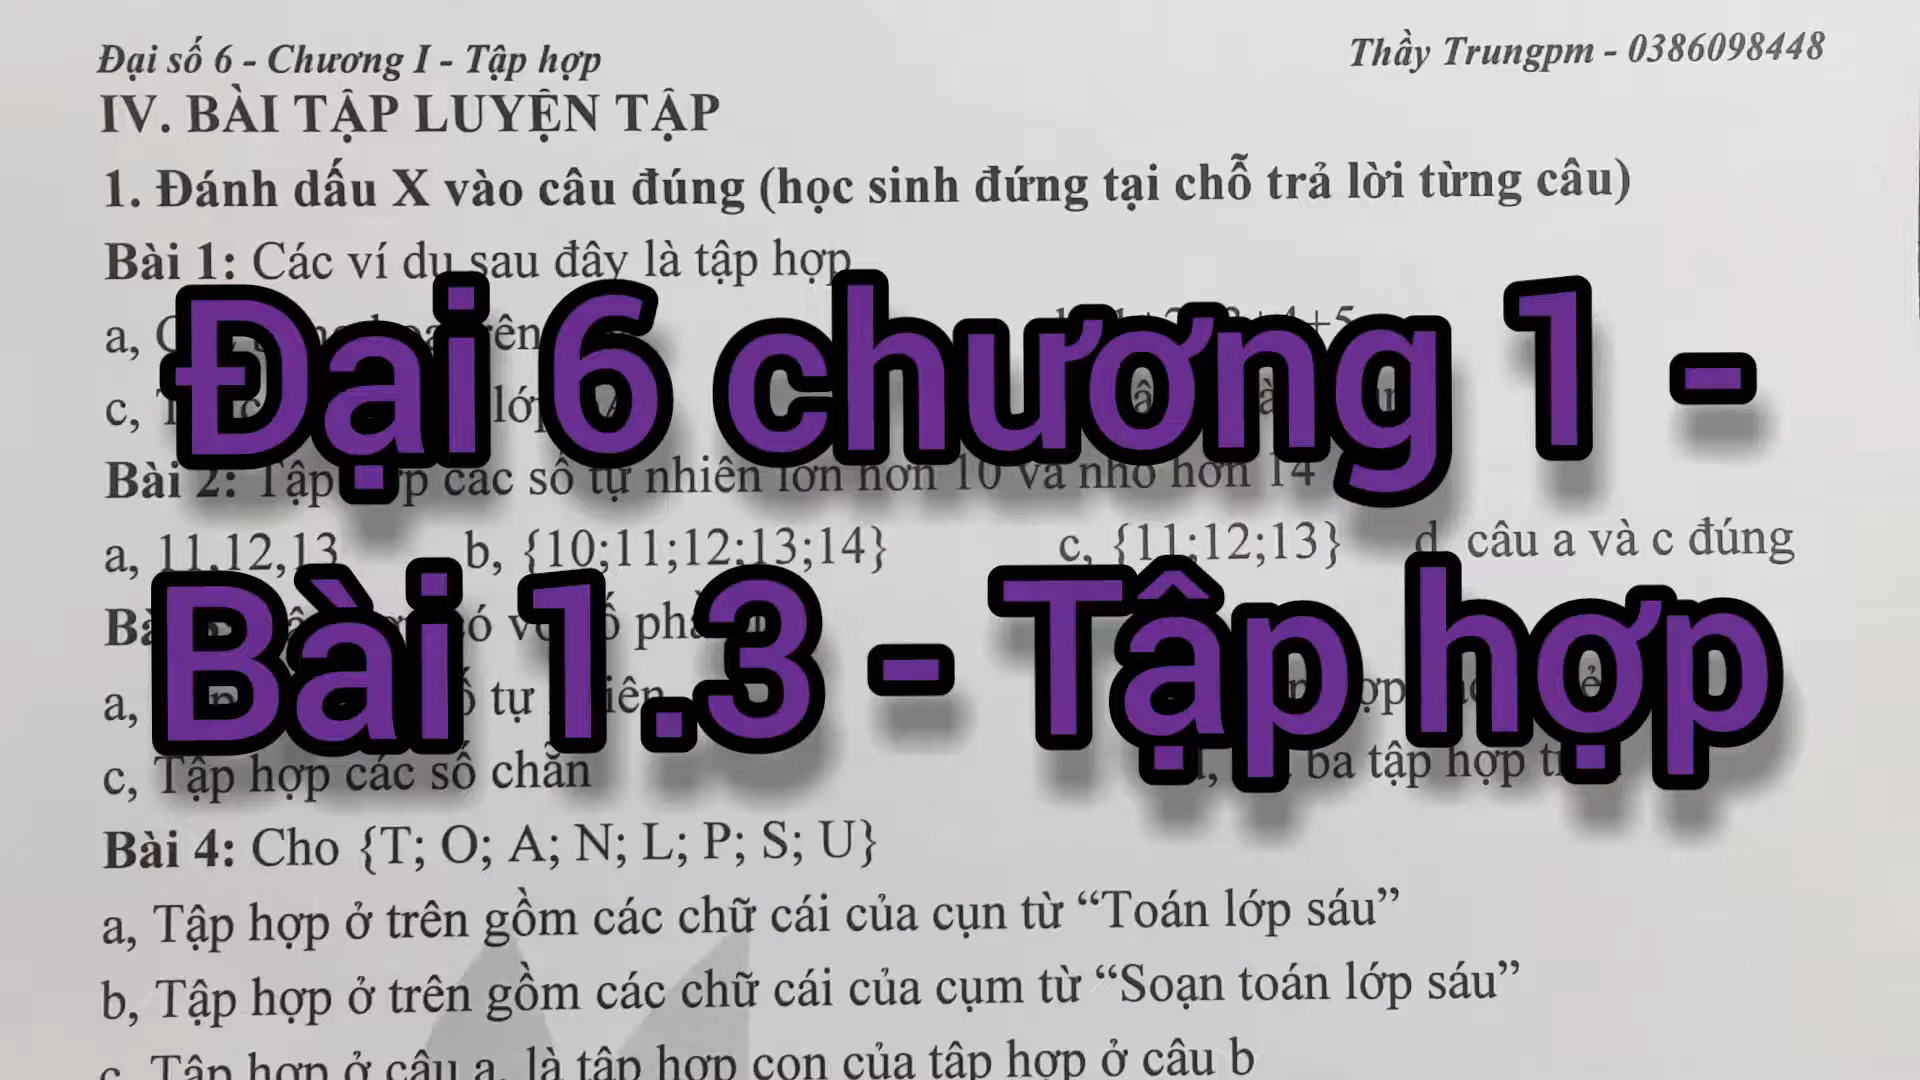 Đại số 6 - Chương I - Tập hợp
Thầy Trungpm - 0386098448
IV. BÀI TẬP LUYỆN TẬP
1. Đánh dấu X vào câu đúng (học sinh đứng tại chỗ trả lời từng câu)
Bài 1: Các ví dụ sau đây là tập hợp
a,
c,
Đại 6 chương 1 -
Bài 2: Tập hợp các số tự nhiên lớn hơn 10 và nhỏ hơn 14
a, 11,12,13
b, {10;11;12;13;14}
c, {11;12;13}
d, câu a và c đúng
Bài 1.3 - Tập hợp
a, tự
c, Tập hợp các số chẵn
ba tập hợp
Bài 4: Cho {T; O; A; N; L; P; S; U}
a, Tập hợp ở trên gồm các chữ cái của cụn từ “Toán lớp sáu”
b, Tập hợp ở trên gồm các chữ cái của cụm từ “Soạn toán lớp sáu”
c, Tập hợp ở câu a, là tập hợp con của tập hợp ở câu b